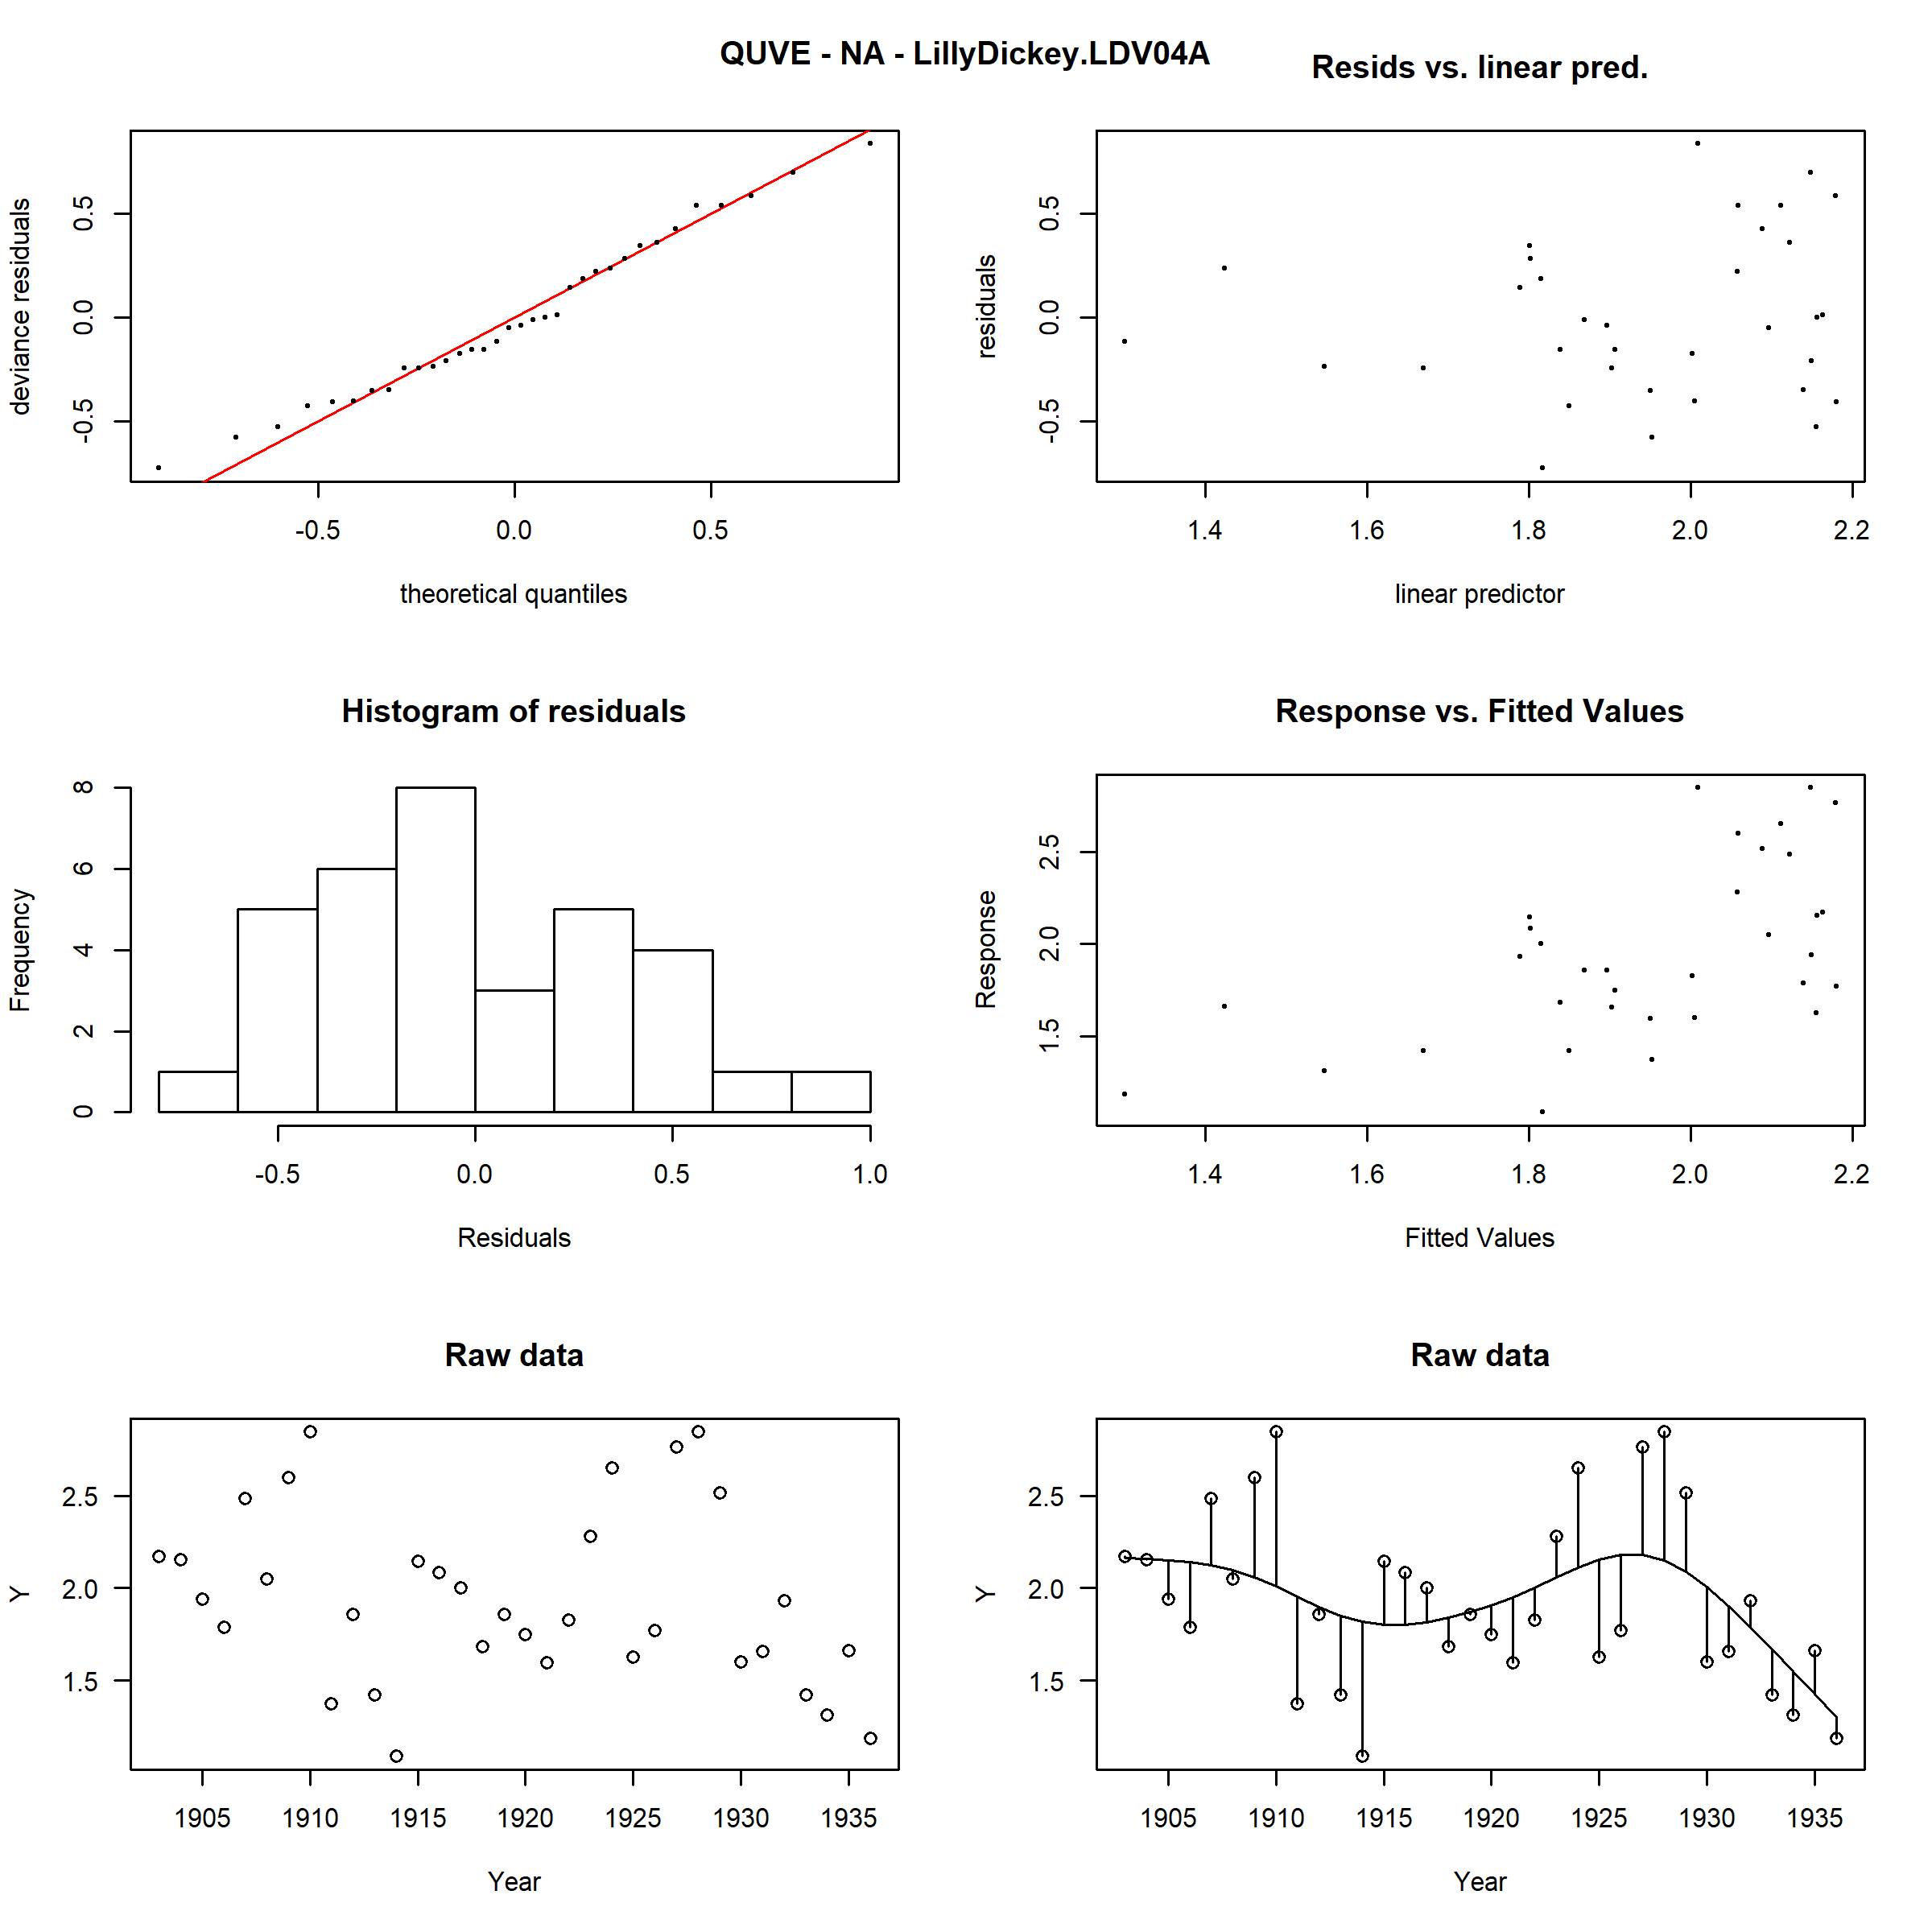 QUVE - NA - LillyDickey.LDV04A
Resids vs. linear pred.
deviance residuals
-0.5 0.0 0.5
-0.5 0.0 0.5
theoretical quantiles
residuals
-0.5 0.0 0.5
1.4 1.6 1.8 2.0 2.2
linear predictor
Histogram of residuals
Frequency
0 2 4 6 8
-0.5 0.0 0.5 1.0
Residuals
Response vs. Fitted Values
Response
1.5 2.0 2.5
1.4 1.6 1.8 2.0 2.2
Fitted Values
Raw data
Y
2.5
2.0
1.5
1905 1910 1915 1920 1925 1930 1935
Year
Raw data
Y
2.5
2.0
1.5
1905 1910 1915 1920 1925 1930 1935
Year